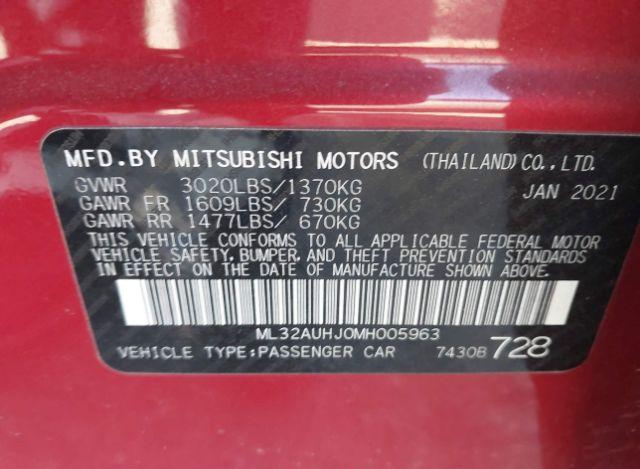 MFD.BY MITSUBISHI MOTORS (THAILAND)CO.,LTD.
GVWR 3020LBS/1370KG JAN 2021
GAWR FR 1609LBS/ 730KG
GAWR RR 1477LBS/ 670KG
THIS VEHICLE CONFORMS TO ALL APPLICABLE FEDERAL MOTOR
VEHICLE SAFETY, BUMPER, AND THEFT PREVENTION STANDARDS
IN EFFECT ON THE DATE OF MANUFACTURE SHOWN ABOVE.
ML32AUHJ0MH005963
VEHICLE TYPE:PASSENGER CAR 7430B 728